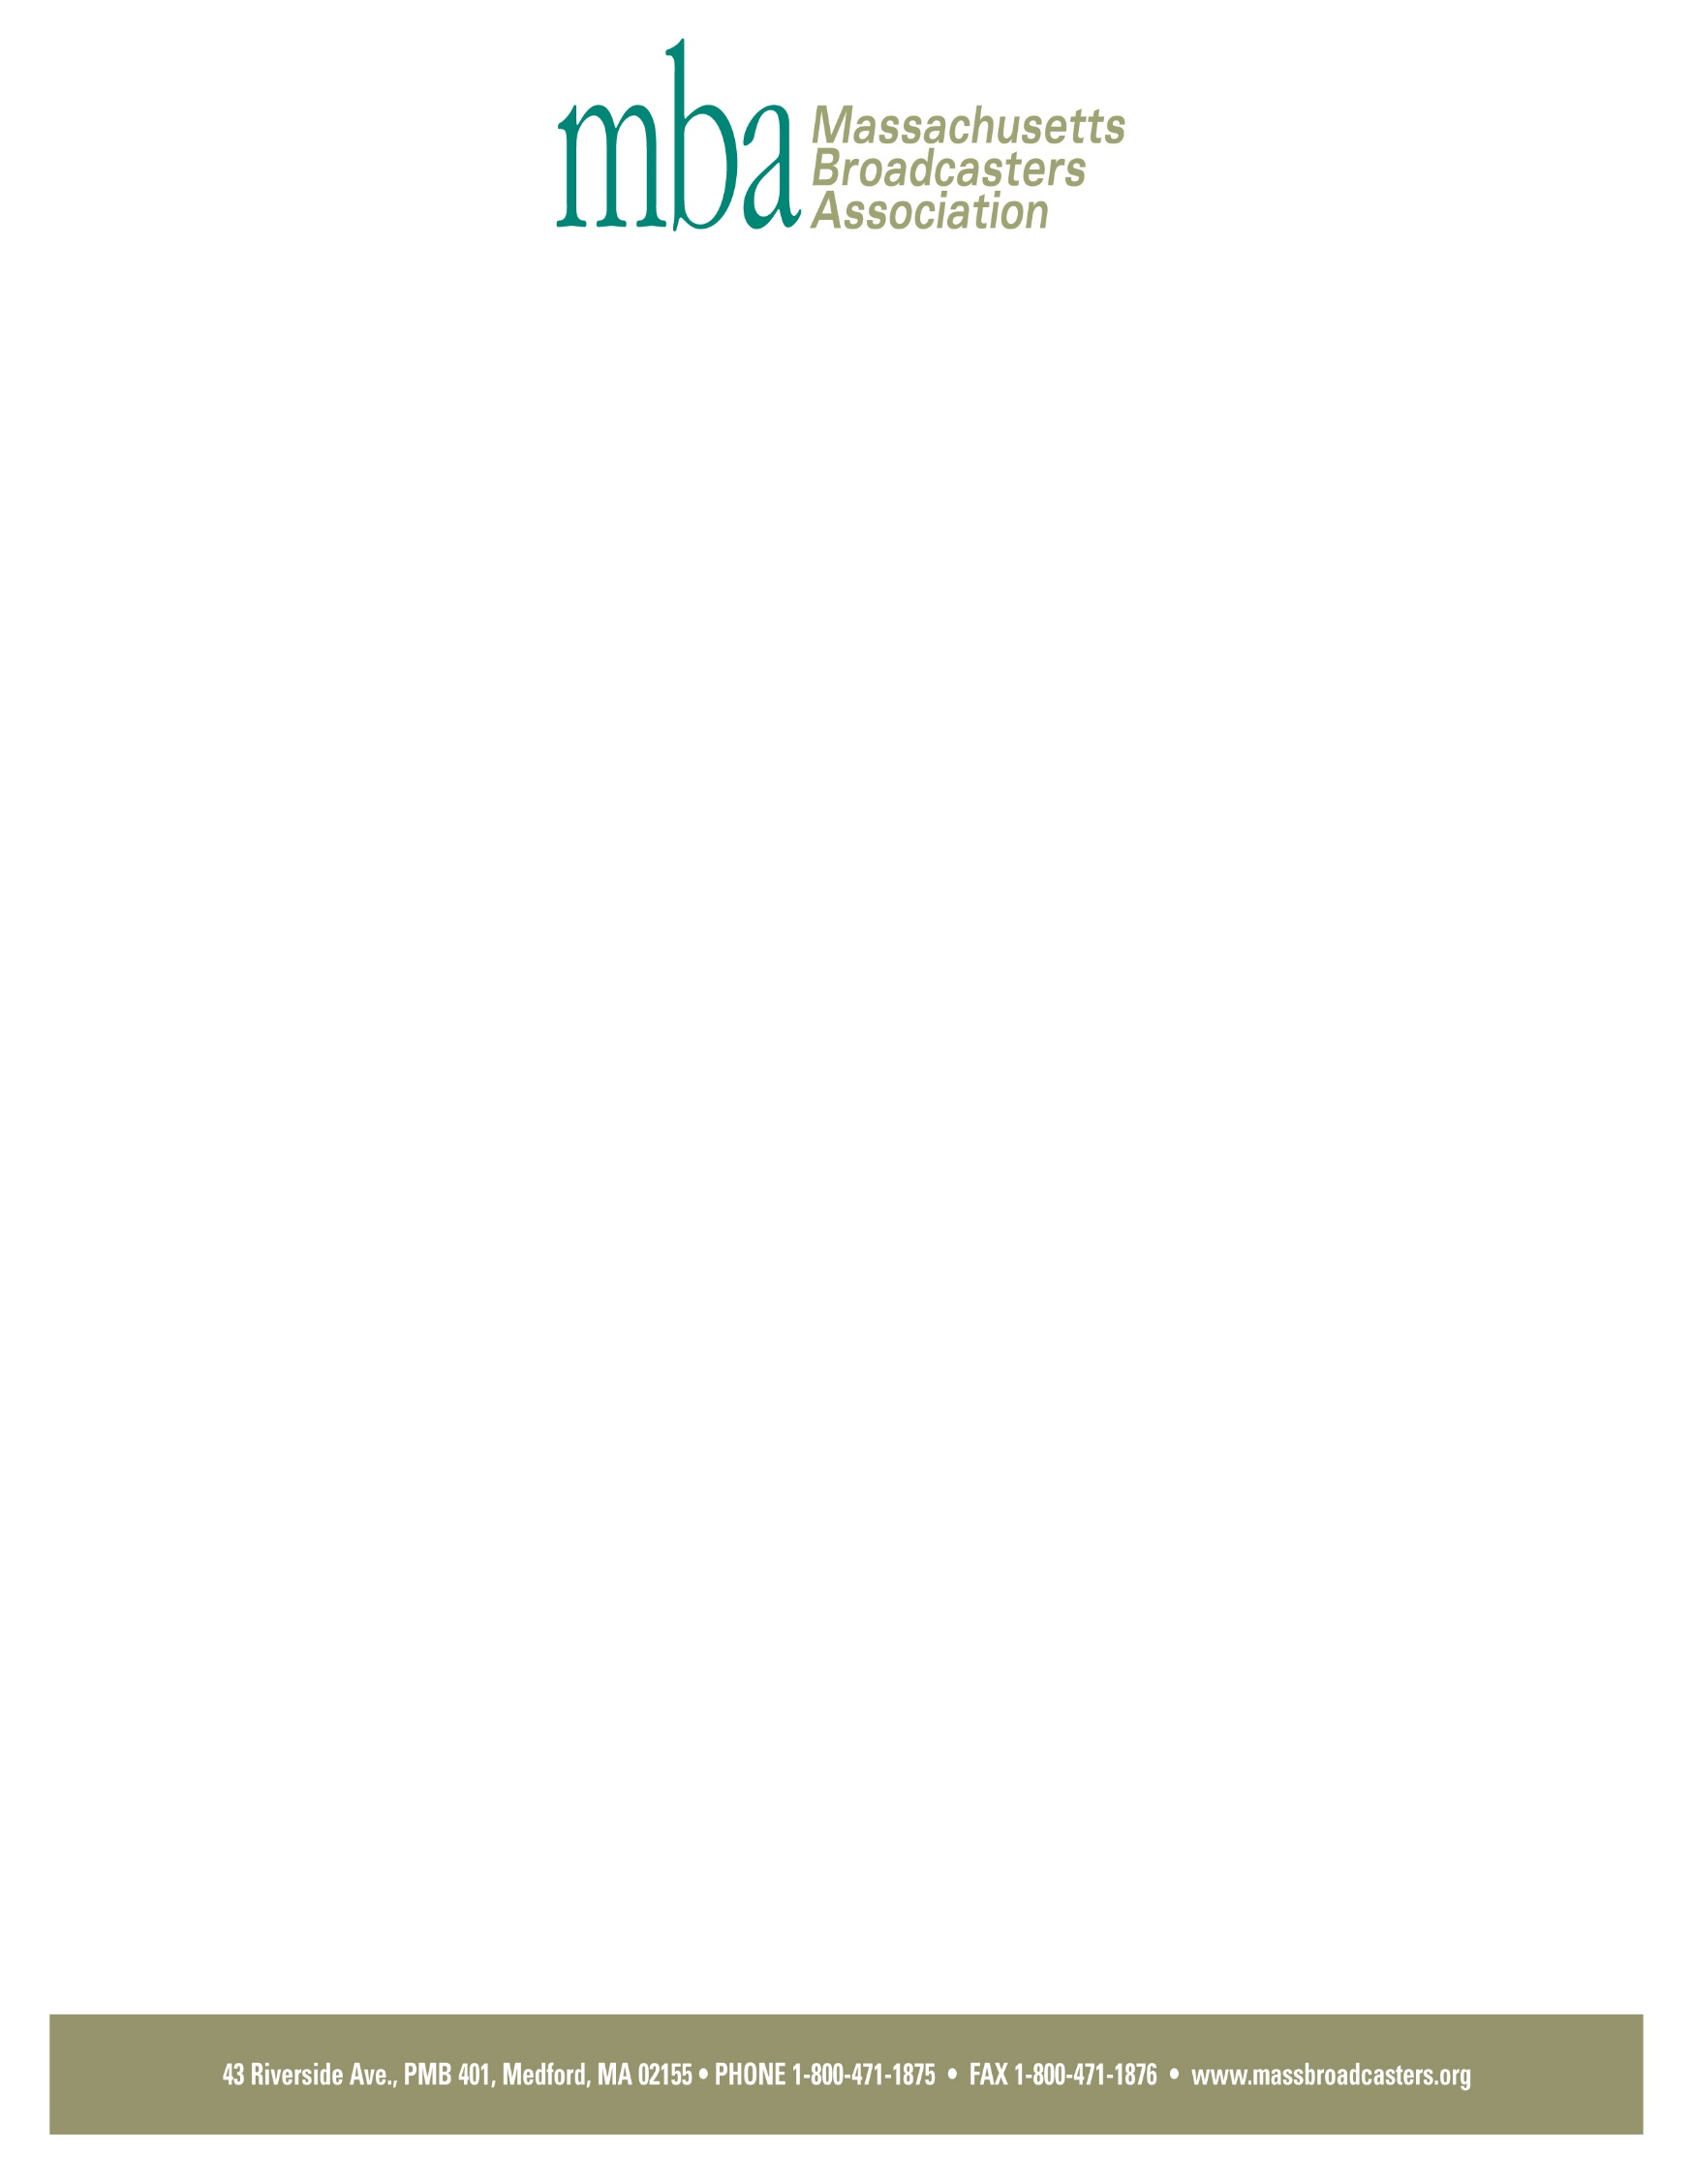 mba
Massachusetts
Broadcasters
Association
43 Riverside Ave., PMB 401, Medford, MA 02155 • PHONE 1-800-471-1875 • FAX 1-800-471-1876 • www.massbroadcasters.org